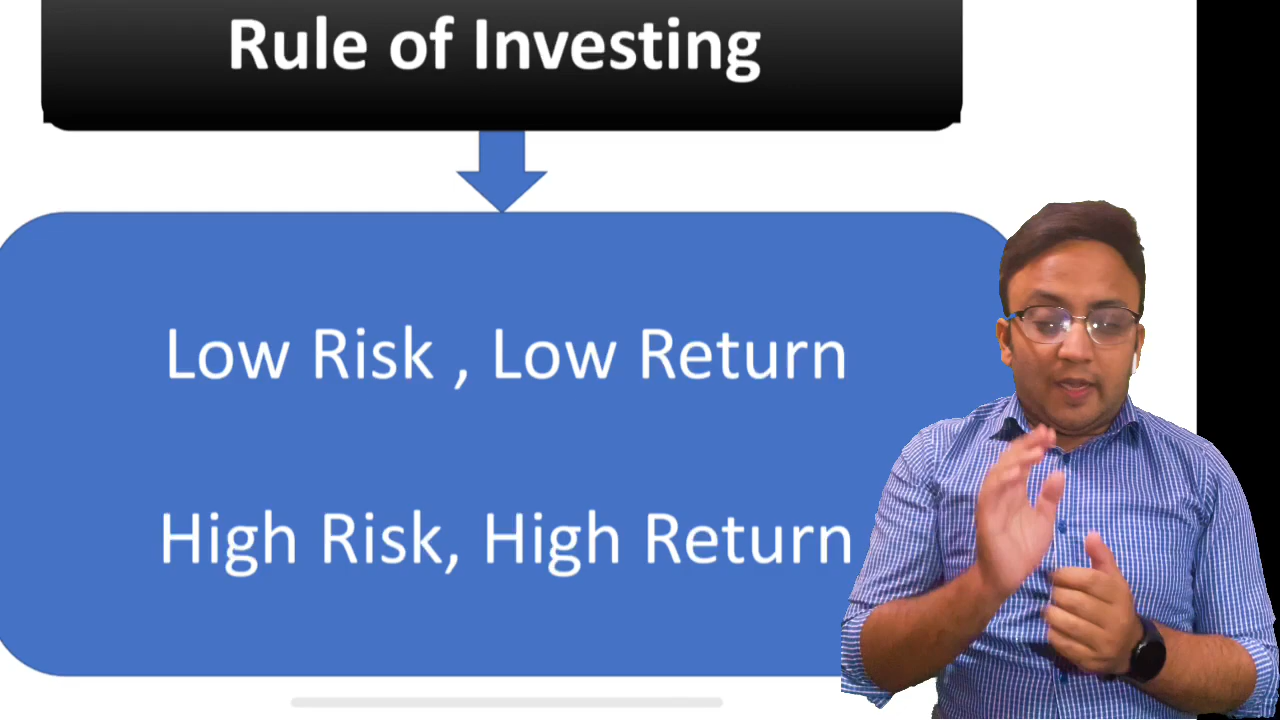 Rule of Investing
Low Risk , Low Return
High Risk, High Return